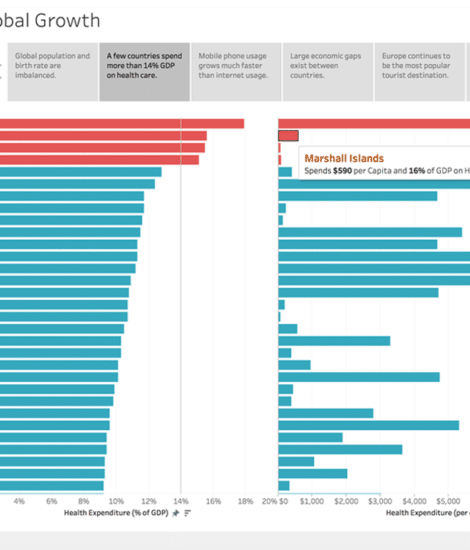 obal Growth
Global population and
birth rate are
imbalanced.
A few countries spend
more than 14% GDP
on health care.
Mobile phone usage
grows much faster
than internet usage.
Large economic gaps
exist between
countries.
Europe continues to
be the most popular
tourist destination.
Marshall Islands
Spends $590 per Capita and 16% of GDP on H
4% 6% 8% 10% 12% 14% 16% 18% 20% $0 $1,000 $2,000 $3,000 $4,000 $5,000
Health Expenditure (% of GDP) Health Expenditure (per